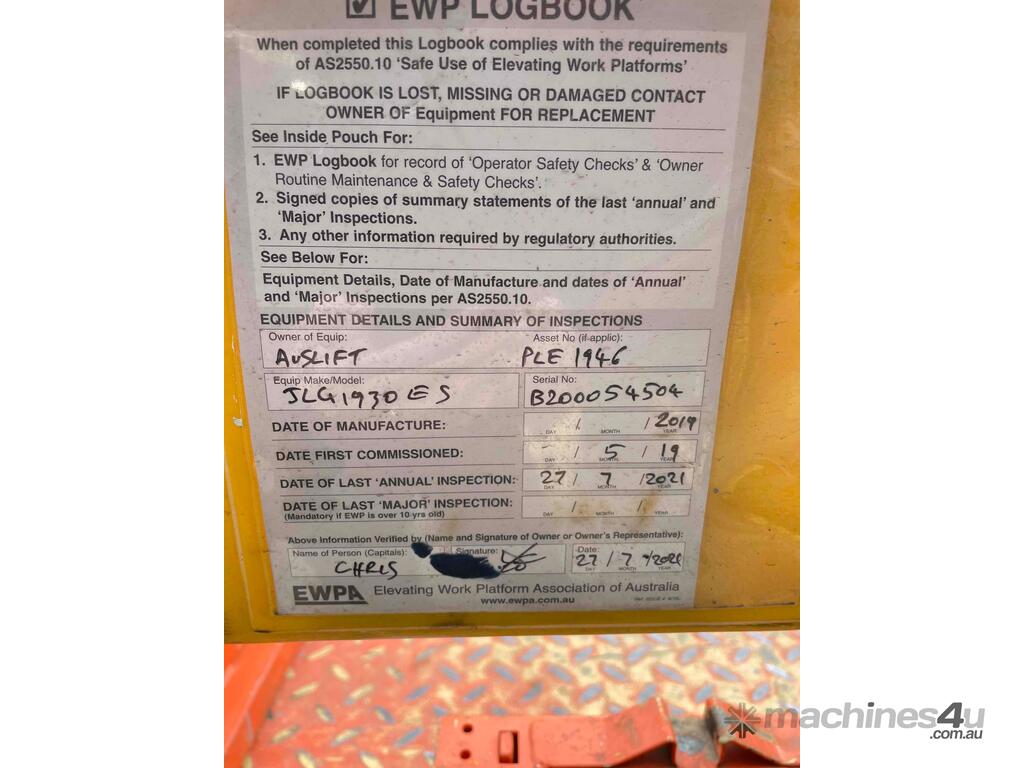 EWP LOGBOOK
When completed this Logbook complies with the requirements
of AS2550.10 'Safe Use of Elevating Work Platforms'
IF LOGBOOK IS LOST, MISSING OR DAMAGED CONTACT
OWNER OF Equipment FOR REPLACEMENT
See Inside Pouch For:
1. EWP Logbook for record of 'Operator Safety Checks' & 'Owner
Routine Maintenance & Safety Checks'.
2. Signed copies of summary statements of the last 'annual' and
'Major' Inspections.
3. Any other information required by regulatory authorities.
See Below For:
Equipment Details, Date of Manufacture and dates of 'Annual'
and 'Major' Inspections per AS2550.10.
EQUIPMENT DETAILS AND SUMMARY OF INSPECTIONS
Owner of Equip: Asset No (if applic):
AUSLIFT PLE 1946
Equip Make/Model: Serial No:
JLG 1930 ES B200054504
DATE OF MANUFACTURE: / / 2019
DAY MONTH YEAR
DATE FIRST COMMISSIONED: / 5 / 19
DAY MONTH YEAR
DATE OF LAST 'ANNUAL' INSPECTION: 27 / 7 / 2021
DAY MONTH YEAR
DATE OF LAST 'MAJOR' INSPECTION: / /
(Mandatory if EWP is over 10 yrs old) DAY MONTH YEAR
Above Information Verified by (Name and Signature of Owner or Owner's Representative):
Name of Person (Capitals): Signature: Date:
CHRIS 27 / 7 / 2021
DAY MONTH YEAR
EWPA Elevating Work Platform Association of Australia
www.ewpa.com.au
machines4u
.com.au